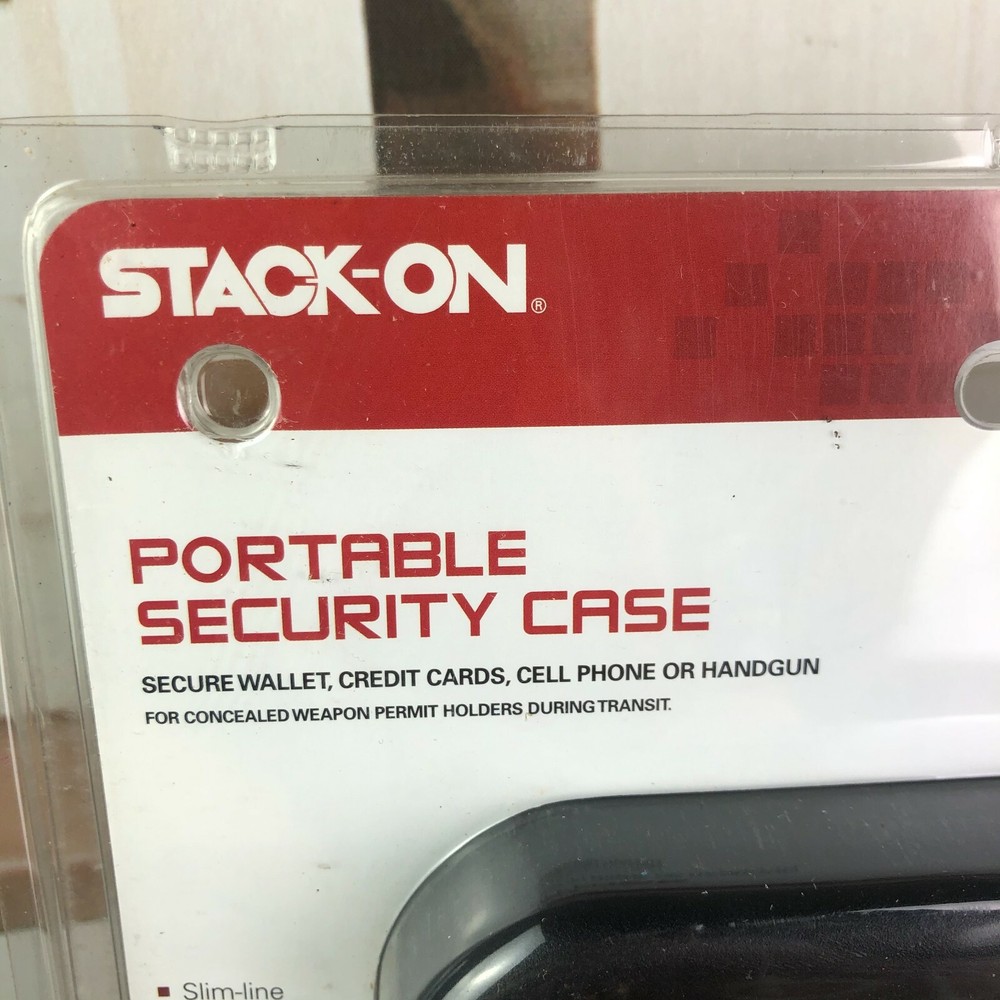 STACK-ON®
PORTABLE
SECURITY CASE
SECURE WALLET, CREDIT CARDS, CELL PHONE OR HANDGUN
FOR CONCEALED WEAPON PERMIT HOLDERS DURING TRANSIT.
▪ Slim-line